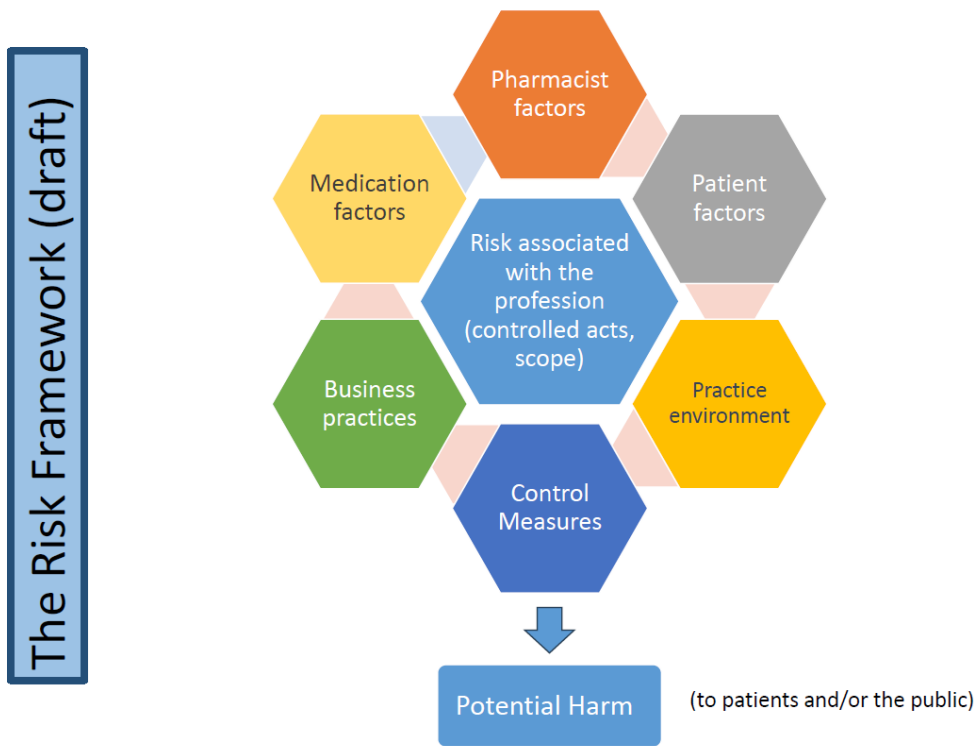 The Risk Framework (draft)
Pharmacist
factors
Medication
factors
Patient
factors
Risk associated
with the
profession
(controlled acts,
scope)
Business
practices
Practice
environment
Control
Measures
Potential Harm
(to patients and/or the public)